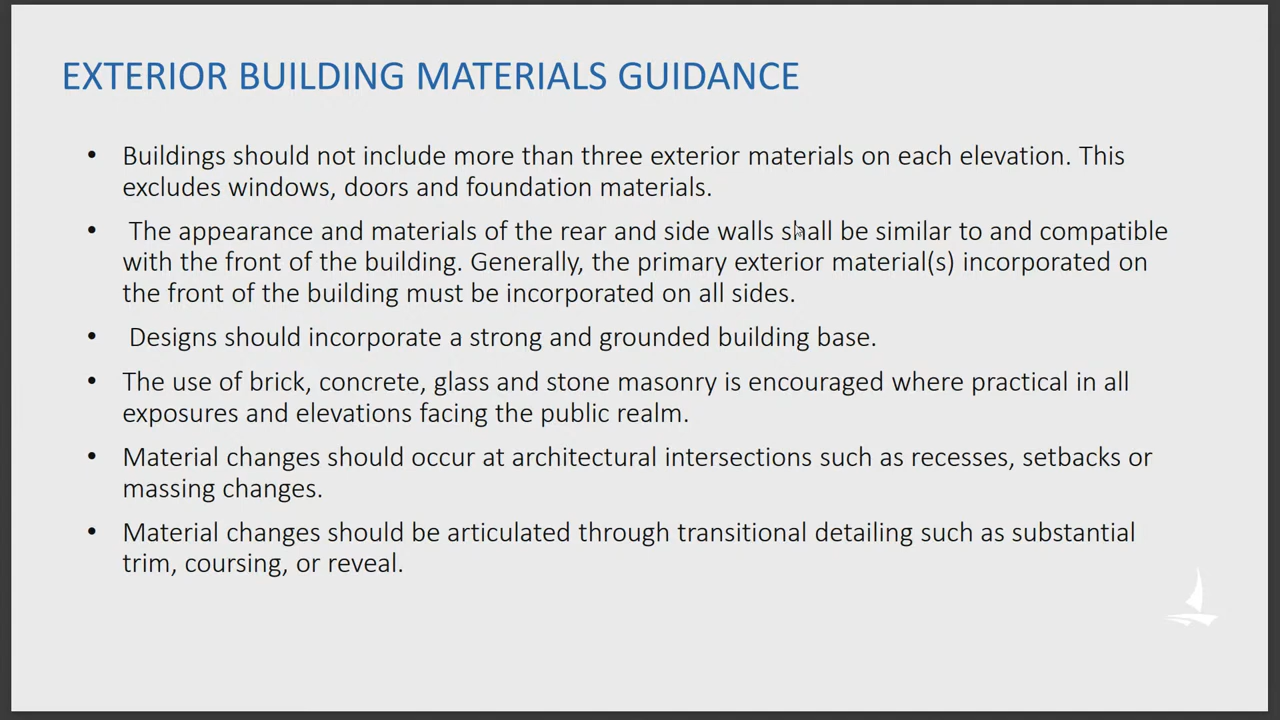 EXTERIOR BUILDING MATERIALS GUIDANCE
• Buildings should not include more than three exterior materials on each elevation. This
excludes windows, doors and foundation materials.
• The appearance and materials of the rear and side walls shall be similar to and compatible
with the front of the building. Generally, the primary exterior material(s) incorporated on
the front of the building must be incorporated on all sides.
• Designs should incorporate a strong and grounded building base.
• The use of brick, concrete, glass and stone masonry is encouraged where practical in all
exposures and elevations facing the public realm.
• Material changes should occur at architectural intersections such as recesses, setbacks or
massing changes.
• Material changes should be articulated through transitional detailing such as substantial
trim, coursing, or reveal.